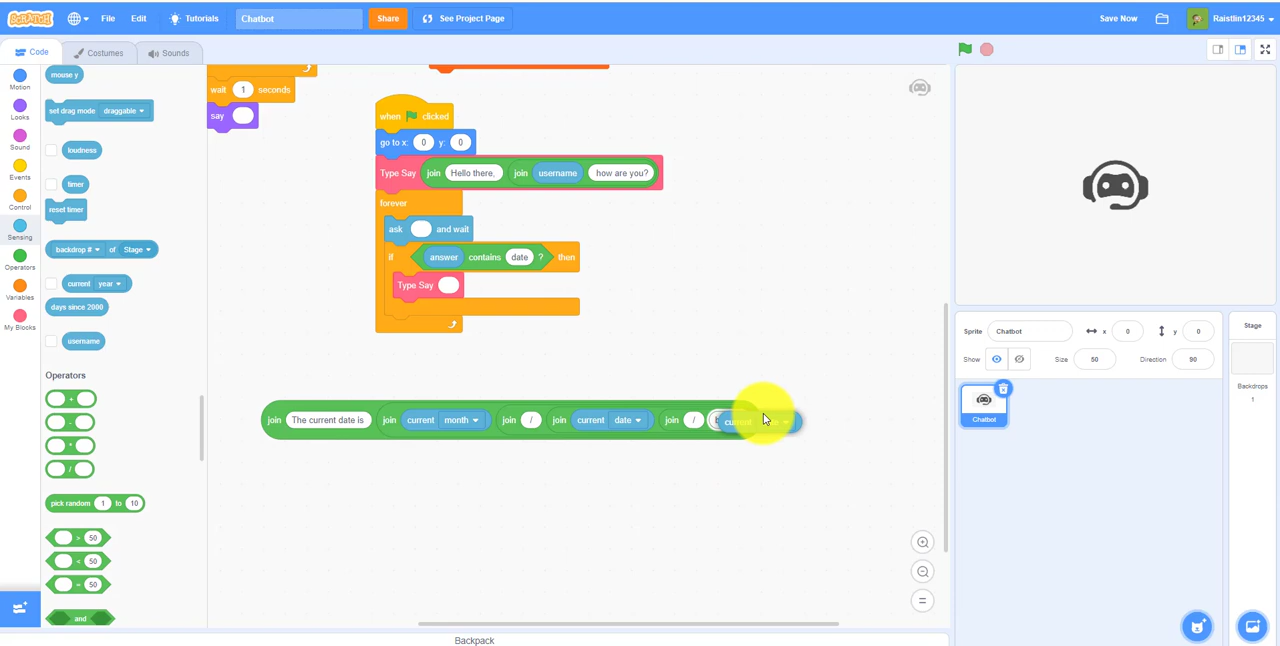 SCRATCH File Edit Tutorials Chatbot Share See Project Page Save Now Raistlin12345
Code Costumes Sounds
Motion
Looks
Sound
Events
Control
Sensing
Operators
Variables
My Blocks
mouse y
set drag mode draggable
loudness
timer
reset timer
backdrop # of Stage
current year
days since 2000
username
Operators
+
-
*
/
pick random 1 to 10
> 50
< 50
= 50
and
wait 1 seconds
say
when clicked
go to x: 0 y: 0
Type Say join Hello there, join username how are you?
forever
ask and wait
if answer contains date ? then
Type Say
join The current date is join current month join / join current date join / current
Backpack
Sprite Chatbot x 0 y 0
Show Size 50 Direction 90
Chatbot
Stage
Backdrops
1